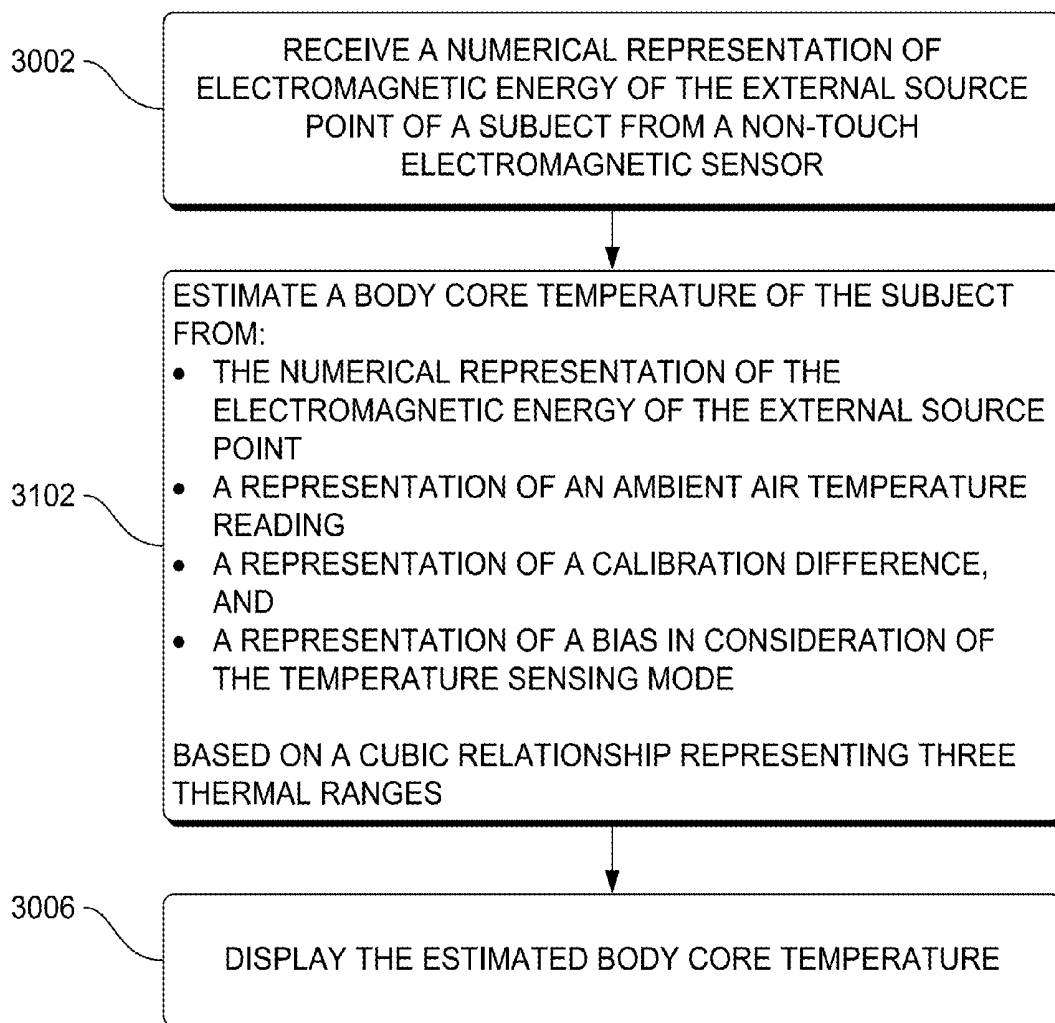 3002
RECEIVE A NUMERICAL REPRESENTATION OF
ELECTROMAGNETIC ENERGY OF THE EXTERNAL SOURCE
POINT OF A SUBJECT FROM A NON-TOUCH
ELECTROMAGNETIC SENSOR
3102
ESTIMATE A BODY CORE TEMPERATURE OF THE SUBJECT
FROM:
• THE NUMERICAL REPRESENTATION OF THE
ELECTROMAGNETIC ENERGY OF THE EXTERNAL SOURCE
POINT
• A REPRESENTATION OF AN AMBIENT AIR TEMPERATURE
READING
• A REPRESENTATION OF A CALIBRATION DIFFERENCE,
AND
• A REPRESENTATION OF A BIAS IN CONSIDERATION OF
THE TEMPERATURE SENSING MODE
BASED ON A CUBIC RELATIONSHIP REPRESENTING THREE
THERMAL RANGES
3006
DISPLAY THE ESTIMATED BODY CORE TEMPERATURE